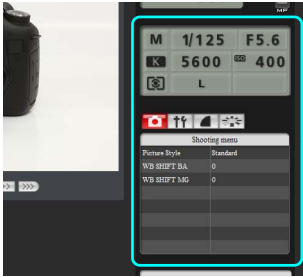 MF
M 1/125 F5.6
K 5600 ISO 400
L
Shooting menu
Picture Style Standard
WB SHIFT BA 0
WB SHIFT MG 0